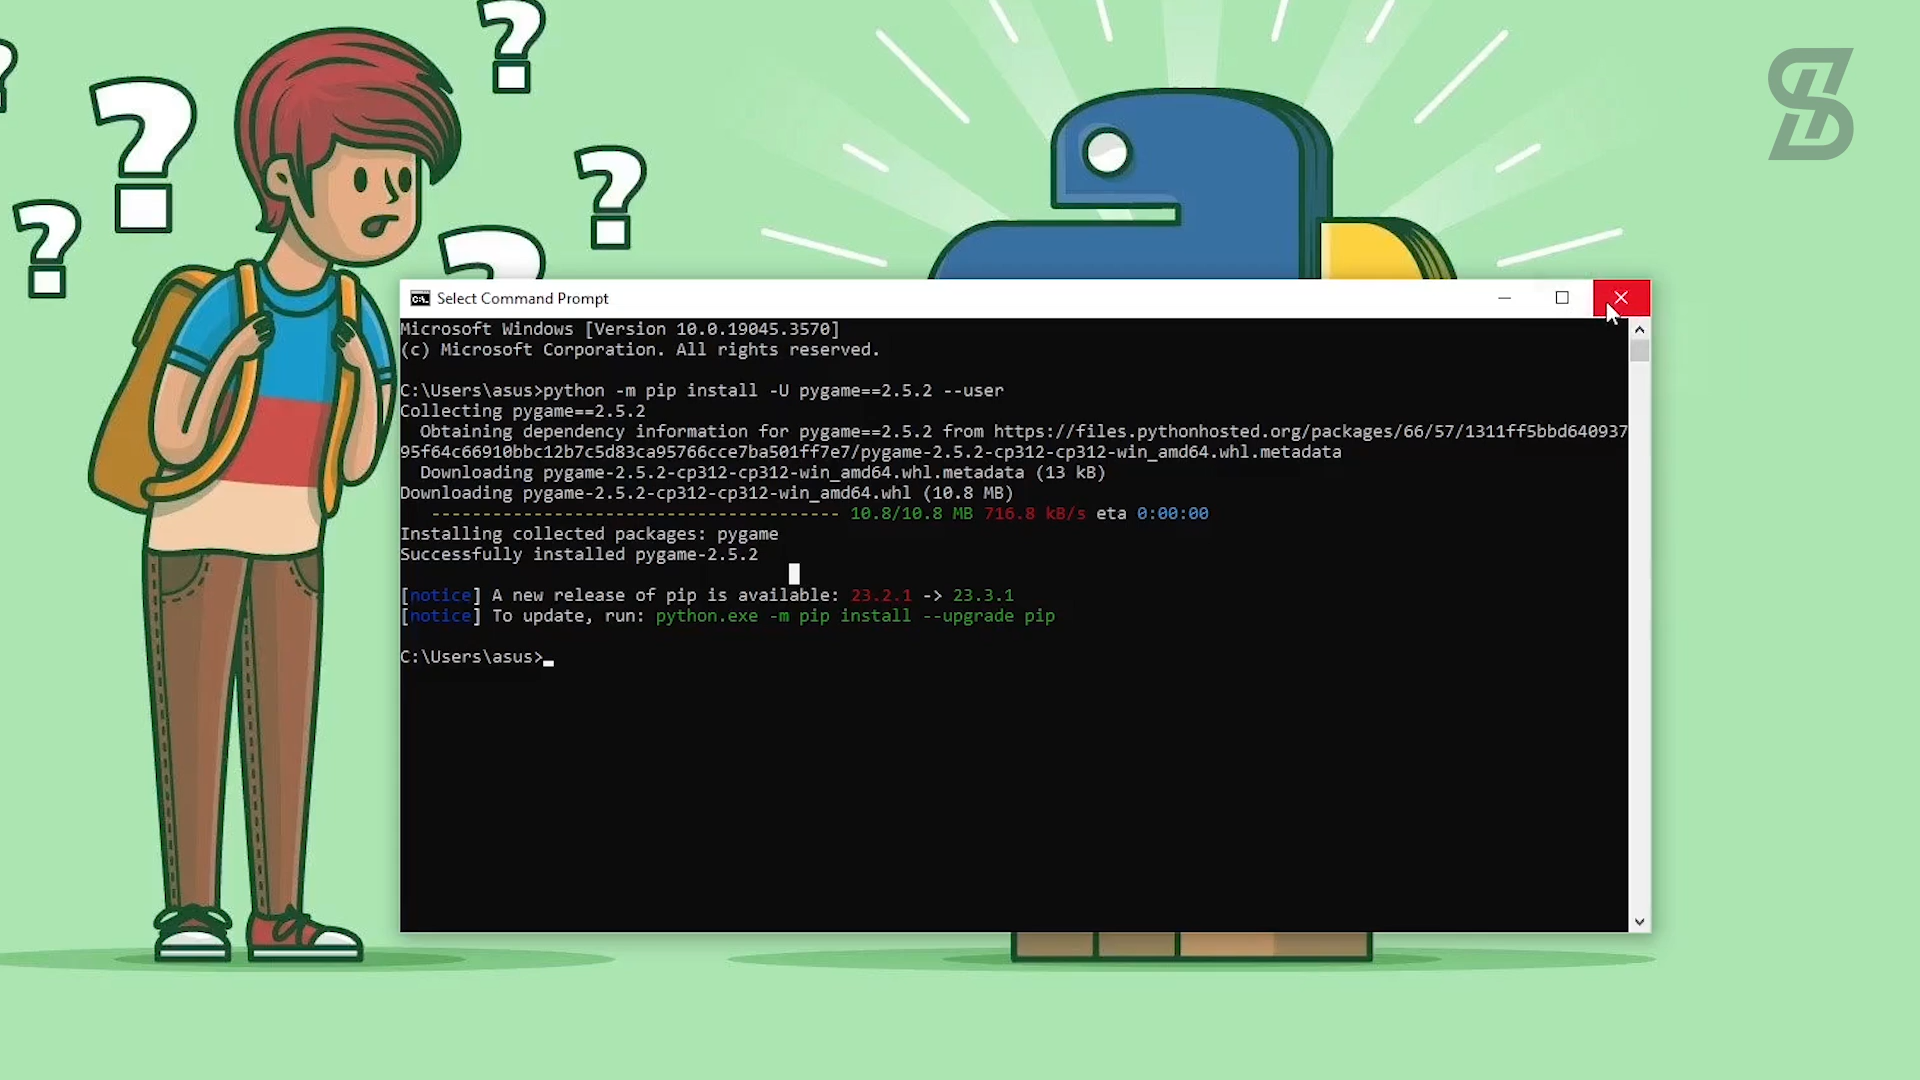 ?
?
?
?
?
?
Select Command Prompt
Microsoft Windows [Version 10.0.19045.3570]
(c) Microsoft Corporation. All rights reserved.
C:\Users\asus>python -m pip install -U pygame==2.5.2 --user
Collecting pygame==2.5.2
Obtaining dependency information for pygame==2.5.2 from https://files.pythonhosted.org/packages/66/57/1311ff5bbd640937
95f64c66910bbc12b7c5d83ca95766cce7ba501ff7e7/pygame-2.5.2-cp312-cp312-win_amd64.whl.metadata
Downloading pygame-2.5.2-cp312-cp312-win_amd64.whl.metadata (13 kB)
Downloading pygame-2.5.2-cp312-cp312-win_amd64.whl (10.8 MB)
---------------------------------------- 10.8/10.8 MB 716.8 kB/s eta 0:00:00
Installing collected packages: pygame
Successfully installed pygame-2.5.2
[notice] A new release of pip is available: 23.2.1 -> 23.3.1
[notice] To update, run: python.exe -m pip install --upgrade pip
C:\Users\asus>